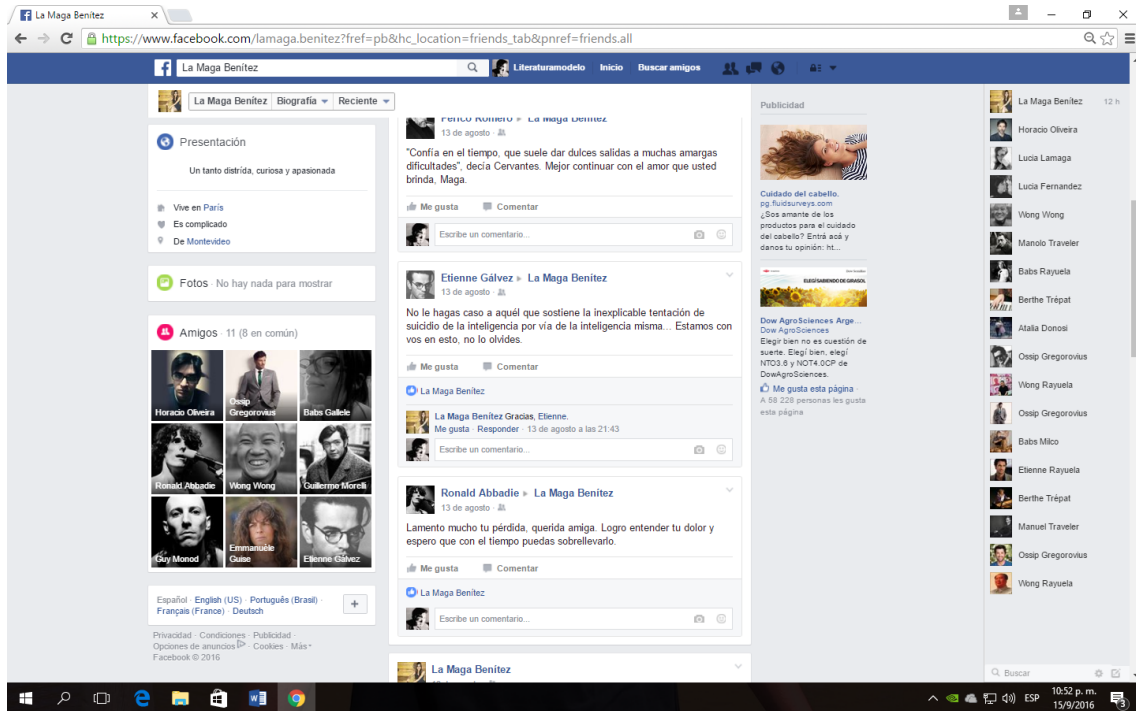 La Maga Benítez
https://www.facebook.com/lamaga.benitez?fref=pb&hc_location=friends_tab&pnref=friends.all
La Maga Benítez
Literaturamodelo Inicio Buscar amigos
La Maga Benítez Biografía Reciente
Presentación
Un tanto distrída, curiosa y apasionada
Vive en París
Es complicado
De Montevideo
Fotos · No hay nada para mostrar
Amigos · 11 (8 en común)
Horacio Oliveira
Ossip
Gregorovius
Babs Gallele
Ronald Abbadie
Wong Wong
Guillermo Morelli
Guy Monod
Emmanuèle
Guise
Etienne Gálvez
Español · English (US) · Português (Brasil) ·
Français (France) · Deutsch
Privacidad · Condiciones · Publicidad ·
Opciones de anuncios · Cookies · Más
Facebook © 2016
Perico Romero La Maga Benítez
13 de agosto ·
"Confía en el tiempo, que suele dar dulces salidas a muchas amargas
dificultades", decía Cervantes. Mejor continuar con el amor que usted
brinda, Maga.
Me gusta Comentar
Escribe un comentario...
Etienne Gálvez La Maga Benítez
13 de agosto ·
No le hagas caso a aquél que sostiene la inexplicable tentación de
suicidio de la inteligencia por vía de la inteligencia misma... Estamos con
vos en esto, no lo olvides.
Me gusta Comentar
La Maga Benítez
La Maga Benítez Gracias, Etienne.
Me gusta · Responder · 13 de agosto a las 21:43
Escribe un comentario...
Ronald Abbadie La Maga Benítez
13 de agosto ·
Lamento mucho tu pérdida, querida amiga. Logro entender tu dolor y
espero que con el tiempo puedas sobrellevarlo.
Me gusta Comentar
La Maga Benítez
Escribe un comentario...
La Maga Benítez
Publicidad
Cuidado del cabello.
pg.fluidsurveys.com
¿Sos amante de los
productos para el cuidado
del cabello? Entrá acá y
danos tu opinión: ht...
ELEGÍ SABIENDO DE GIRASOL
Dow AgroSciences Arge...
Dow AgroSciences
Elegir bien no es cuestión de
suerte. Elegí bien, elegí
NTO3.6 y NOT4.0CP de
DowAgroSciences.
Me gusta esta página ·
A 58 228 personas les gusta
esta página
La Maga Benítez 12 h
Horacio Oliveira
Lucia Lamaga
Lucia Fernandez
Wong Wong
Manolo Traveler
Babs Rayuela
Berthe Trépat
Atalia Donosi
Ossip Gregorovius
Wong Rayuela
Ossip Gregorovius
Babs Milco
Etienne Rayuela
Berthe Trépat
Manuel Traveler
Ossip Gregorovius
Wong Rayuela
Buscar
ESP
10:52 p. m.
15/9/2016